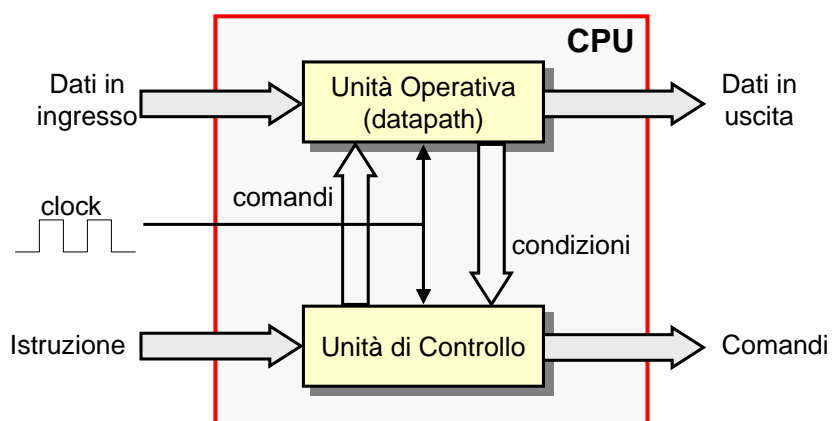 CPU
Dati in
ingresso
Unità Operativa
(datapath)
Dati in
uscita
clock
comandi
condizioni
Istruzione
Unità di Controllo
Comandi